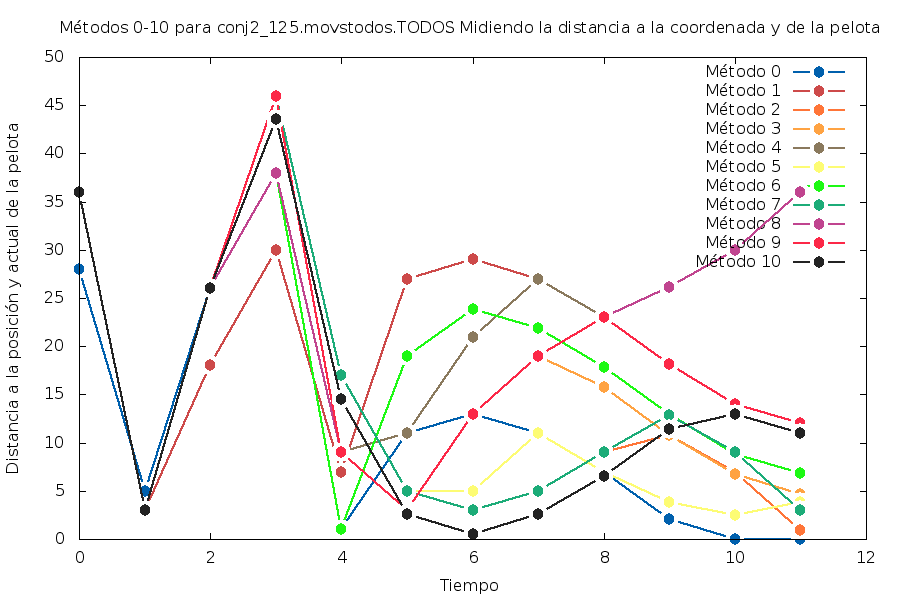 Métodos 0-10 para conj2_125.movstodos.TODOS Midiendo la distancia a la coordenada y de la pelota
Distancia a la posición y actual de la pelota
50
45
40
35
30
25
20
15
10
5
0
Método 0
Método 1
Método 2
Método 3
Método 4
Método 5
Método 6
Método 7
Método 8
Método 9
Método 10
0 2 4 6 8 10 12
Tiempo